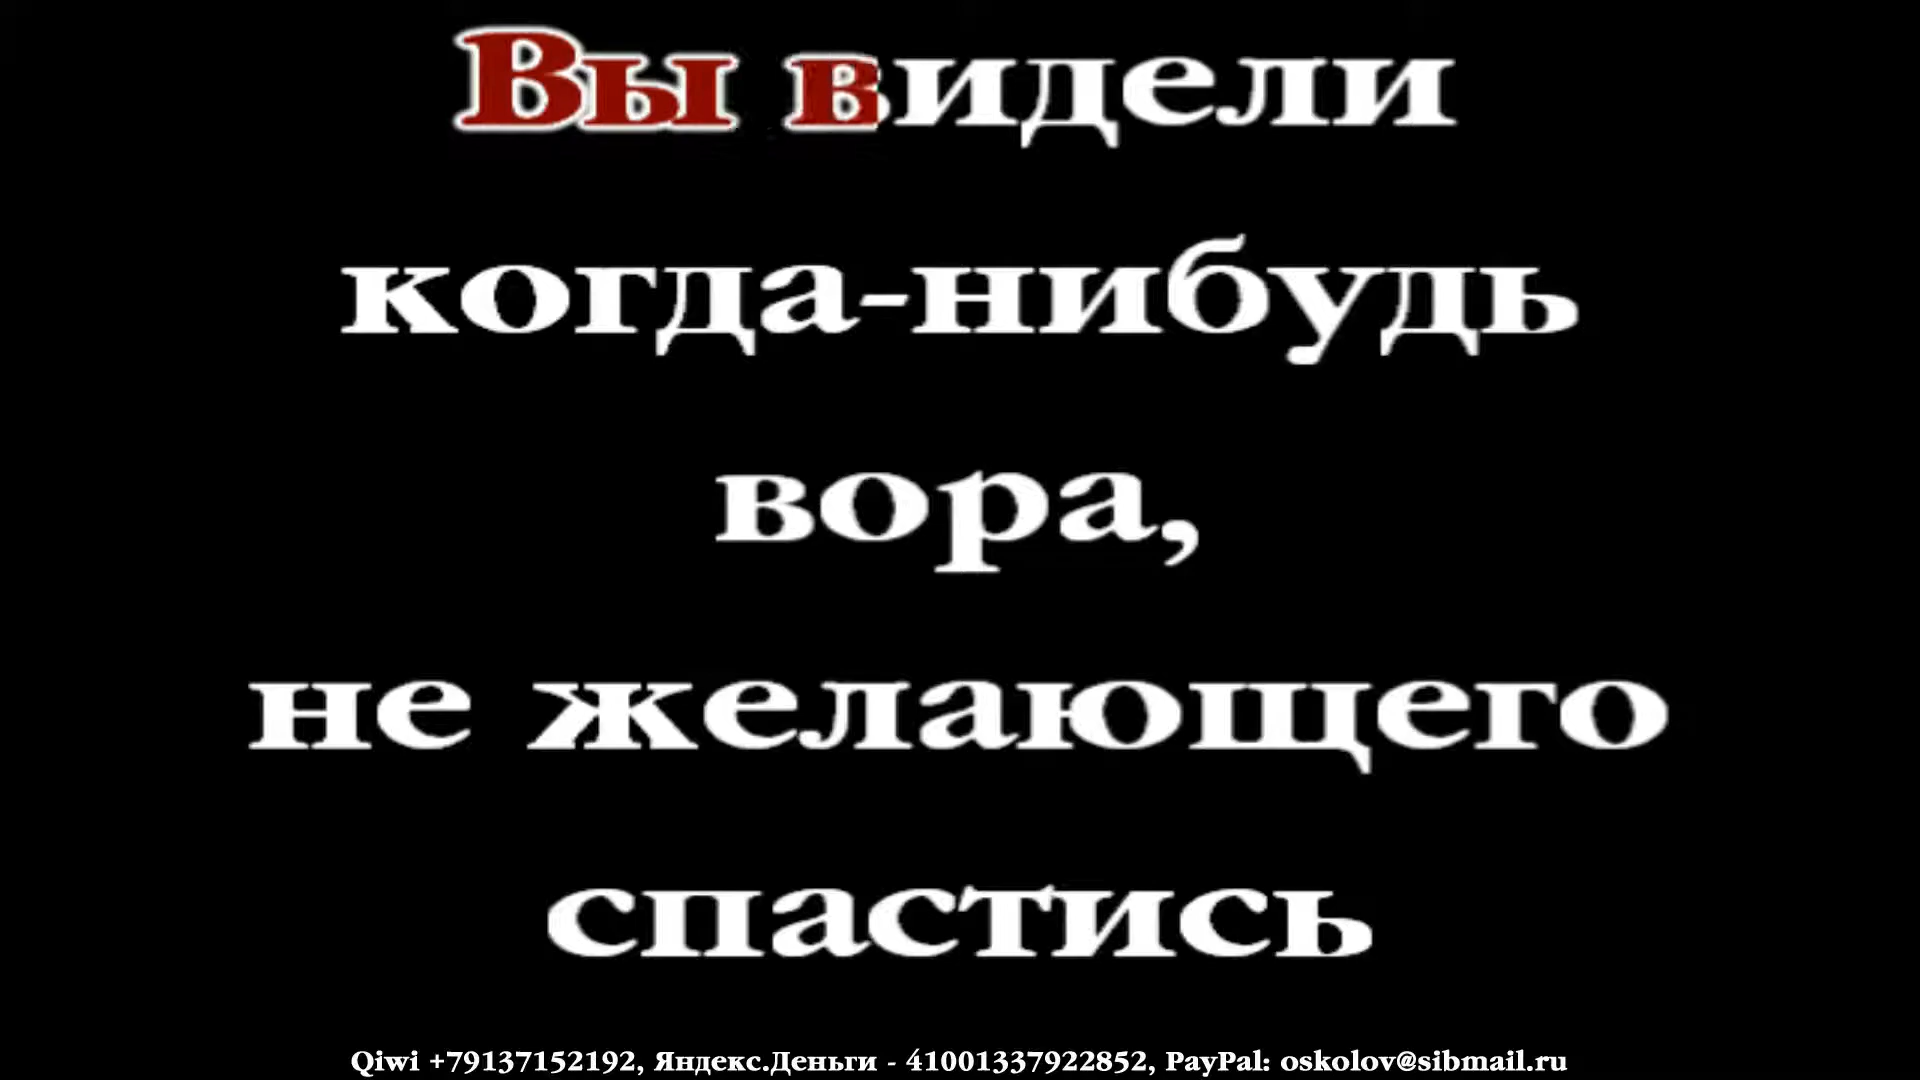 Вы видели
когда-нибудь
вора,
не желающего
спастись
Qiwi +79137152192, Яндекс.Деньги - 41001337922852, PayPal: oskolov@sibmail.ru